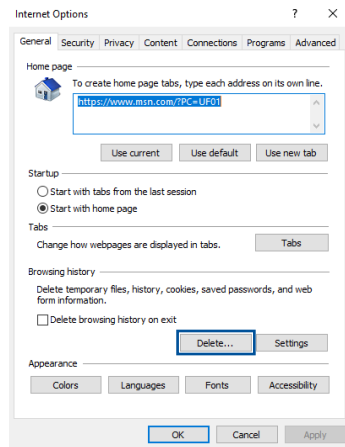 Internet Options ? ×
General Security Privacy Content Connections Programs Advanced
Home page
To create home page tabs, type each address on its own line.
https://www.msn.com/?PC=UF01
Use current Use default Use new tab
Startup
Start with tabs from the last session
Start with home page
Tabs
Change how webpages are displayed in tabs. Tabs
Browsing history
Delete temporary files, history, cookies, saved passwords, and web
form information.
Delete browsing history on exit
Delete... Settings
Appearance
Colors Languages Fonts Accessibility
OK Cancel Apply